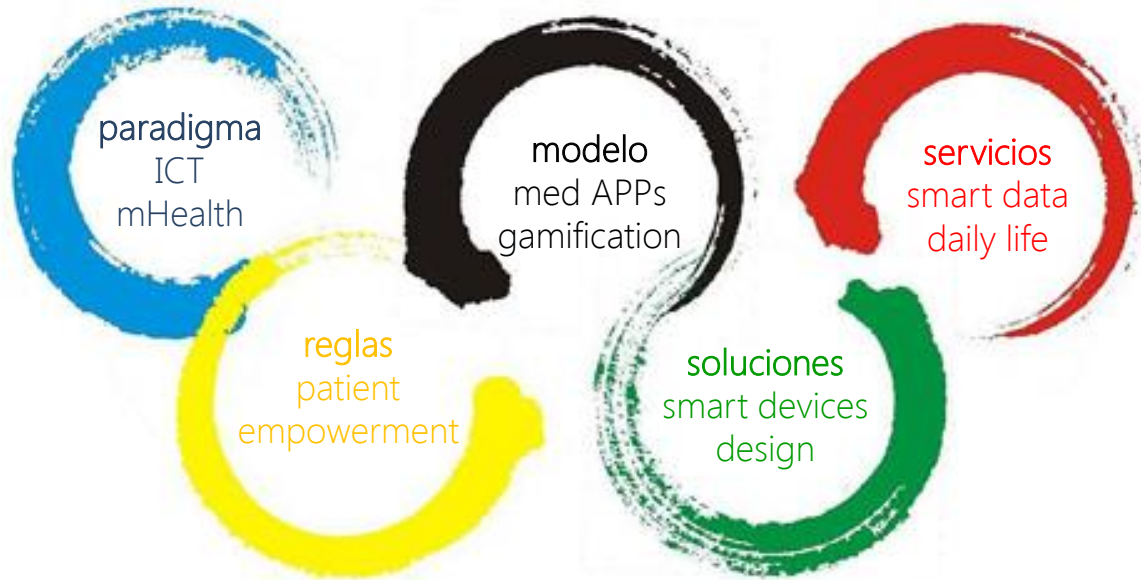 paradigma
ICT
mHealth
modelo
med APPs
gamification
servicios
smart data
daily life
reglas
patient
empowerment
soluciones
smart devices
design